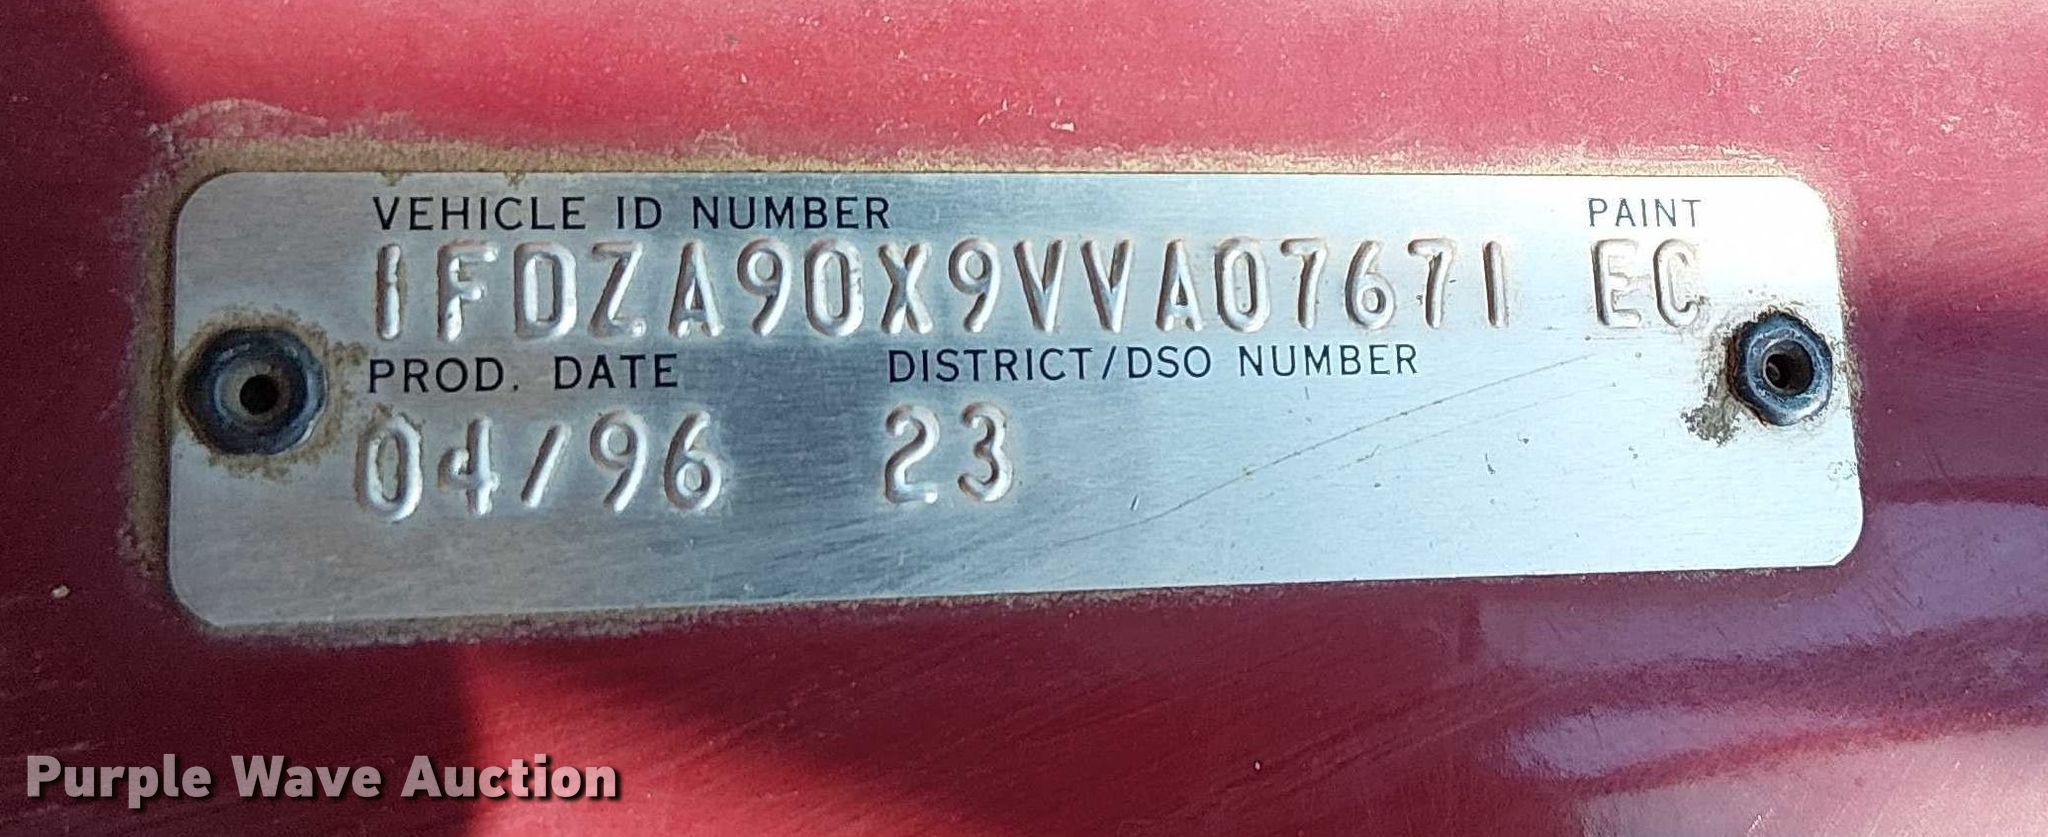 VEHICLE ID NUMBER PAINT
1FDZA90X9VVA07671 EC
PROD. DATE DISTRICT/DSO NUMBER
04/96 23
Purple Wave Auction